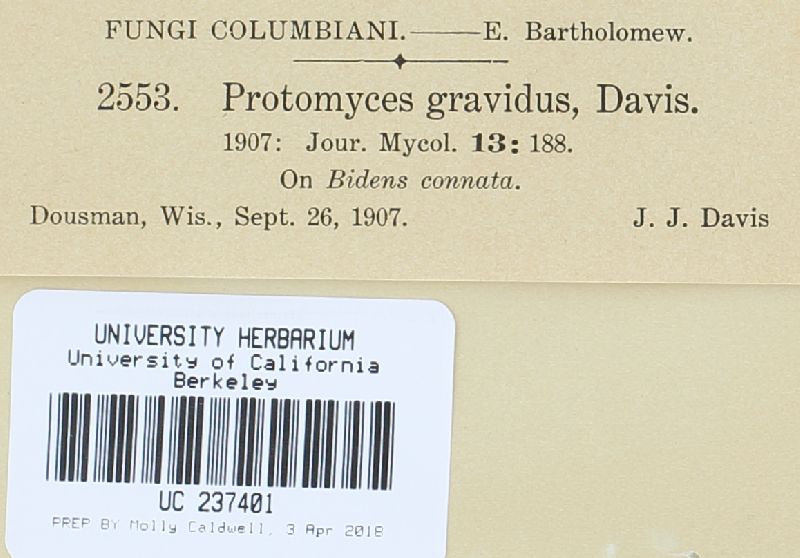 FUNGI COLUMBIANI.——E. Bartholomew.
2553. Protomyces gravidus, Davis.
1907: Jour. Mycol. 13: 188.
On Bidens connata.
Dousman, Wis., Sept. 26, 1907. J. J. Davis
UNIVERSITY HERBARIUM
University of California
Berkeley
UC 237401
PREP BY Molly Caldwell, 3 Apr 2018